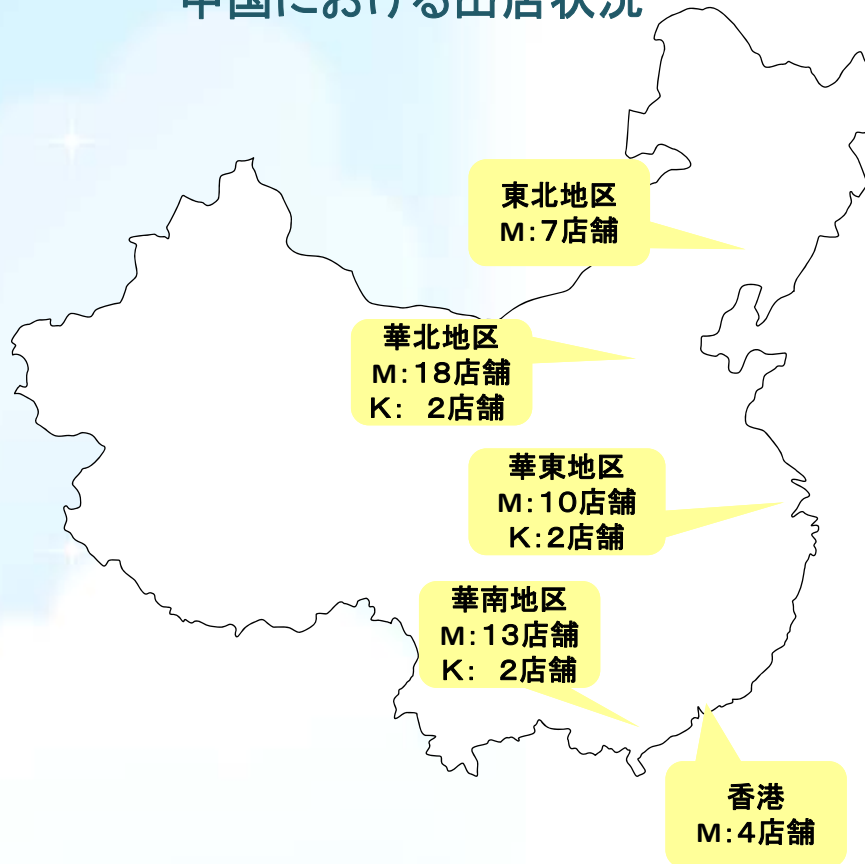 中国における出店状況
東北地区
M:7店舗
華北地区
M:18店舗
K:　2店舗
華東地区
M:10店舗
K:2店舗
華南地区
M:13店舗
K:　2店舗
香港
M:4店舗